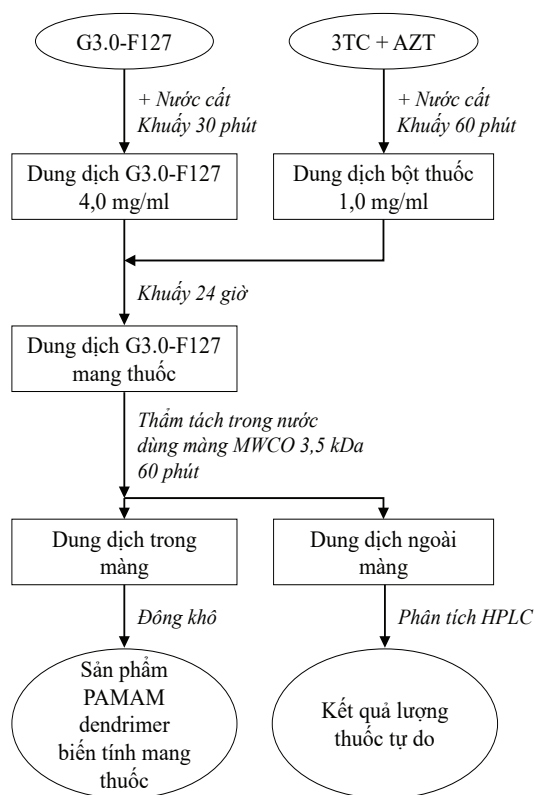 G3.0-F127
3TC + AZT
+ Nước cất
Khuấy 30 phút
+ Nước cất
Khuấy 60 phút
Dung dịch G3.0-F127
4,0 mg/ml
Dung dịch bột thuốc
1,0 mg/ml
Khuấy 24 giờ
Dung dịch G3.0-F127
mang thuốc
Thẩm tách trong nước
dùng màng MWCO 3,5 kDa
60 phút
Dung dịch trong
màng
Dung dịch ngoài
màng
Đông khô
Phân tích HPLC
Sản phẩm
PAMAM
dendrimer
biến tính mang
thuốc
Kết quả lượng
thuốc tự do